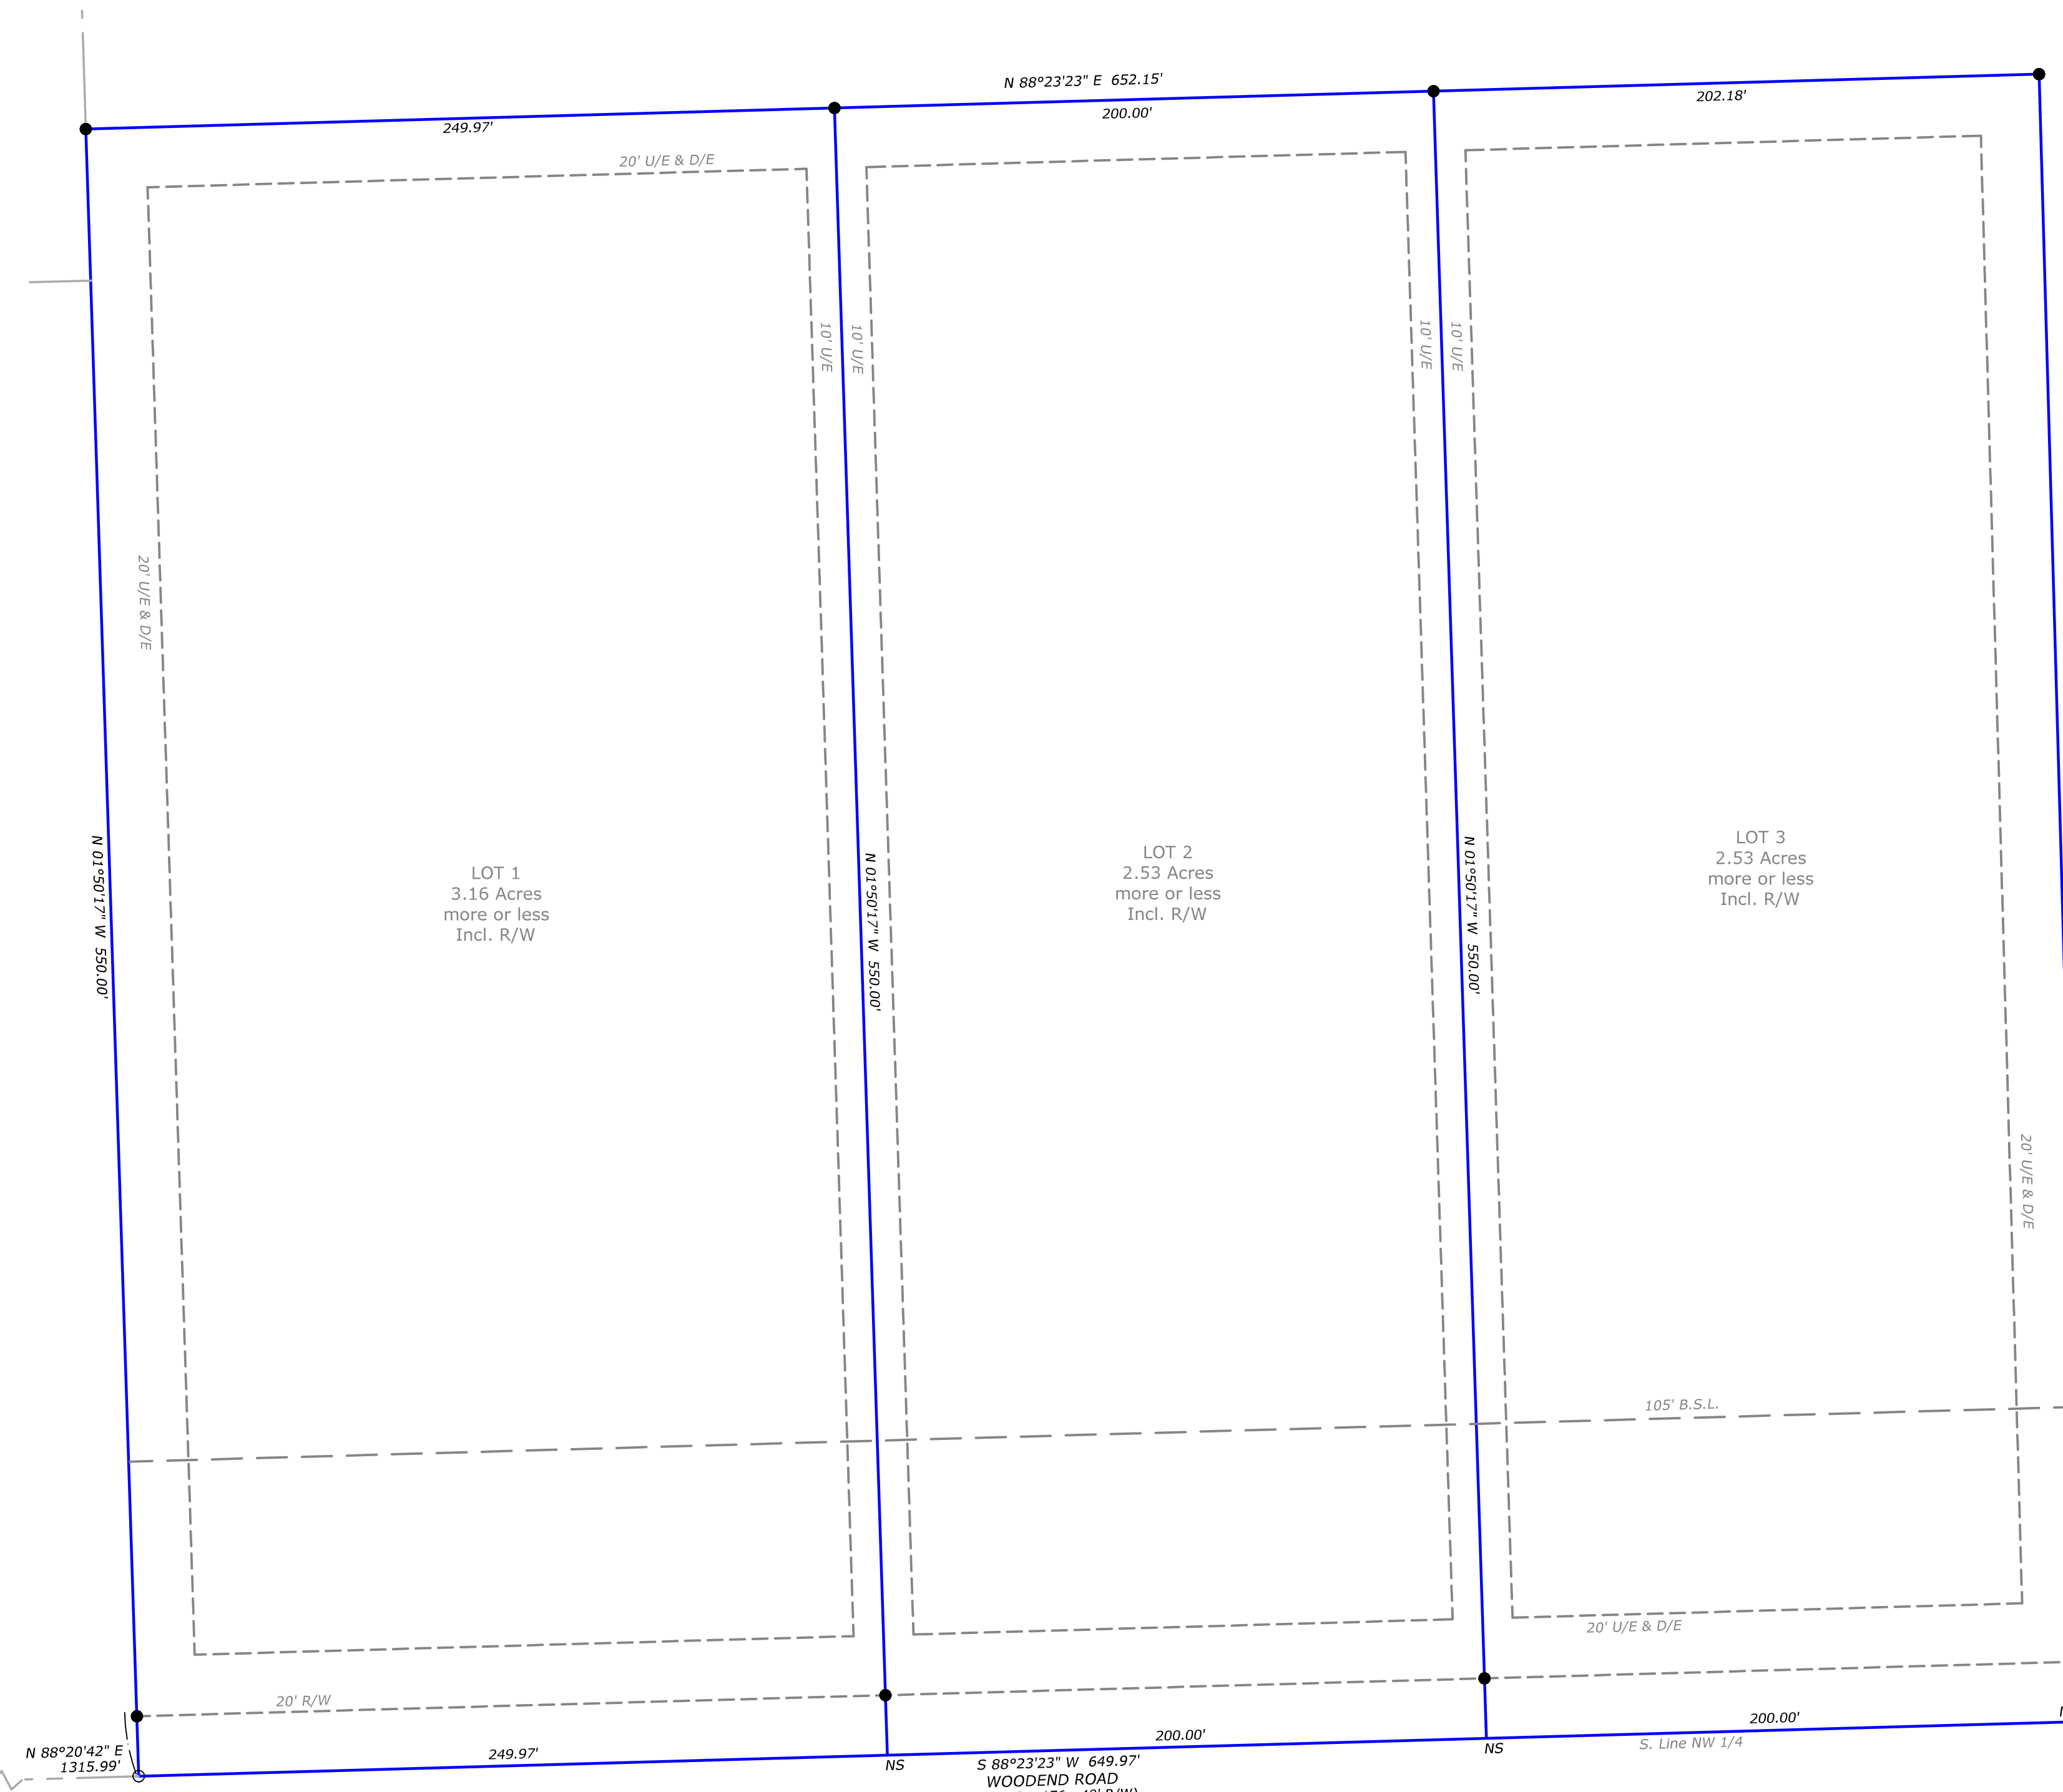 N 88°23'23" E  652.15'
249.97'
200.00'
202.18'
20' U/E & D/E
10' U/E
10' U/E
10' U/E
10' U/E
20' U/E & D/E
N 01°50'17" W  550.00'
N 01°50'17" W  550.00'
N 01°50'17" W  550.00'
LOT 1
3.16 Acres
more or less
Incl. R/W
LOT 2
2.53 Acres
more or less
Incl. R/W
LOT 3
2.53 Acres
more or less
Incl. R/W
20' U/E & D/E
105' B.S.L.
20' U/E & D/E
20' R/W
N 88°20'42" E
1315.99'
249.97'
200.00'
200.00'
NS
NS
S. Line NW 1/4
S 88°23'23" W  649.97'
WOODEND ROAD